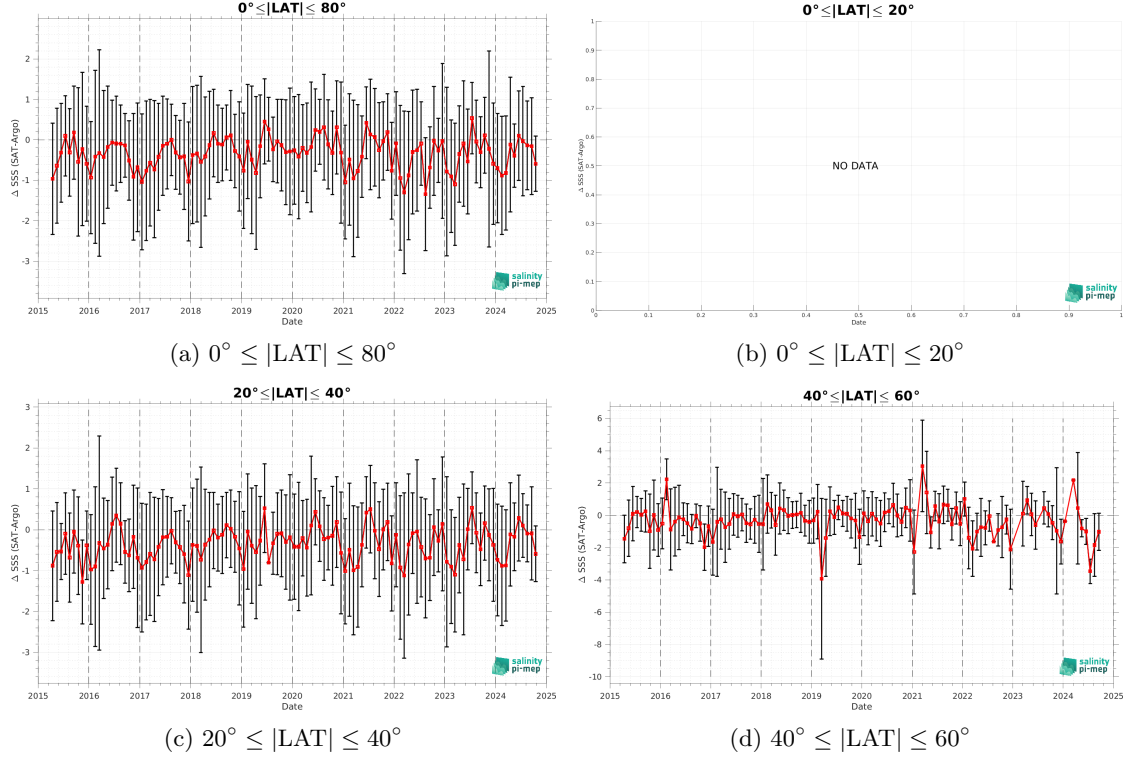 0°≤|LAT|≤ 80°
Δ SSS (SAT-Argo)
2
1
0
-1
-2
-3
2015 2016 2017 2018 2019 2020 2021 2022 2023 2024 2025
Date
salinity
pi-mep
(a) 0° ≤ |LAT| ≤ 80°
0°≤|LAT|≤ 20°
Δ SSS (SAT-Argo)
1
0.9
0.8
0.7
0.6
0.5
0.4
0.3
0.2
0.1
0
NO DATA
0 0.1 0.2 0.3 0.4 0.5 0.6 0.7 0.8 0.9 1
Date
salinity
pi-mep
(b) 0° ≤ |LAT| ≤ 20°
20°≤|LAT|≤ 40°
Δ SSS (SAT-Argo)
3
2
1
0
-1
-2
-3
2015 2016 2017 2018 2019 2020 2021 2022 2023 2024 2025
Date
salinity
pi-mep
(c) 20° ≤ |LAT| ≤ 40°
40°≤|LAT|≤ 60°
Δ SSS (SAT-Argo)
6
4
2
0
-2
-4
-6
-8
-10
2015 2016 2017 2018 2019 2020 2021 2022 2023 2024 2025
Date
salinity
pi-mep
(d) 40° ≤ |LAT| ≤ 60°